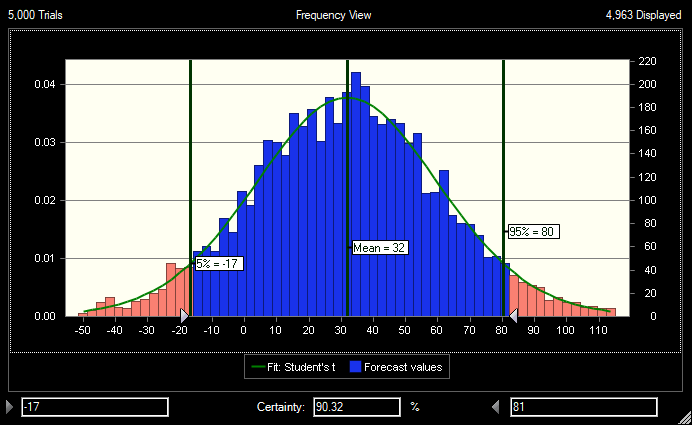 5,000 Trials Frequency View 4,963 Displayed
220
0.04 200
180
160
0.03 140
120
0.02 100
95% = 80
80
Mean = 32
60
0.01 5% = -17
40
20
0.00 0
-50 -40 -30 -20 -10 0 10 20 30 40 50 60 70 80 90 100 110
Fit: Student's t Forecast values
-17 Certainty: 90.32 % 81